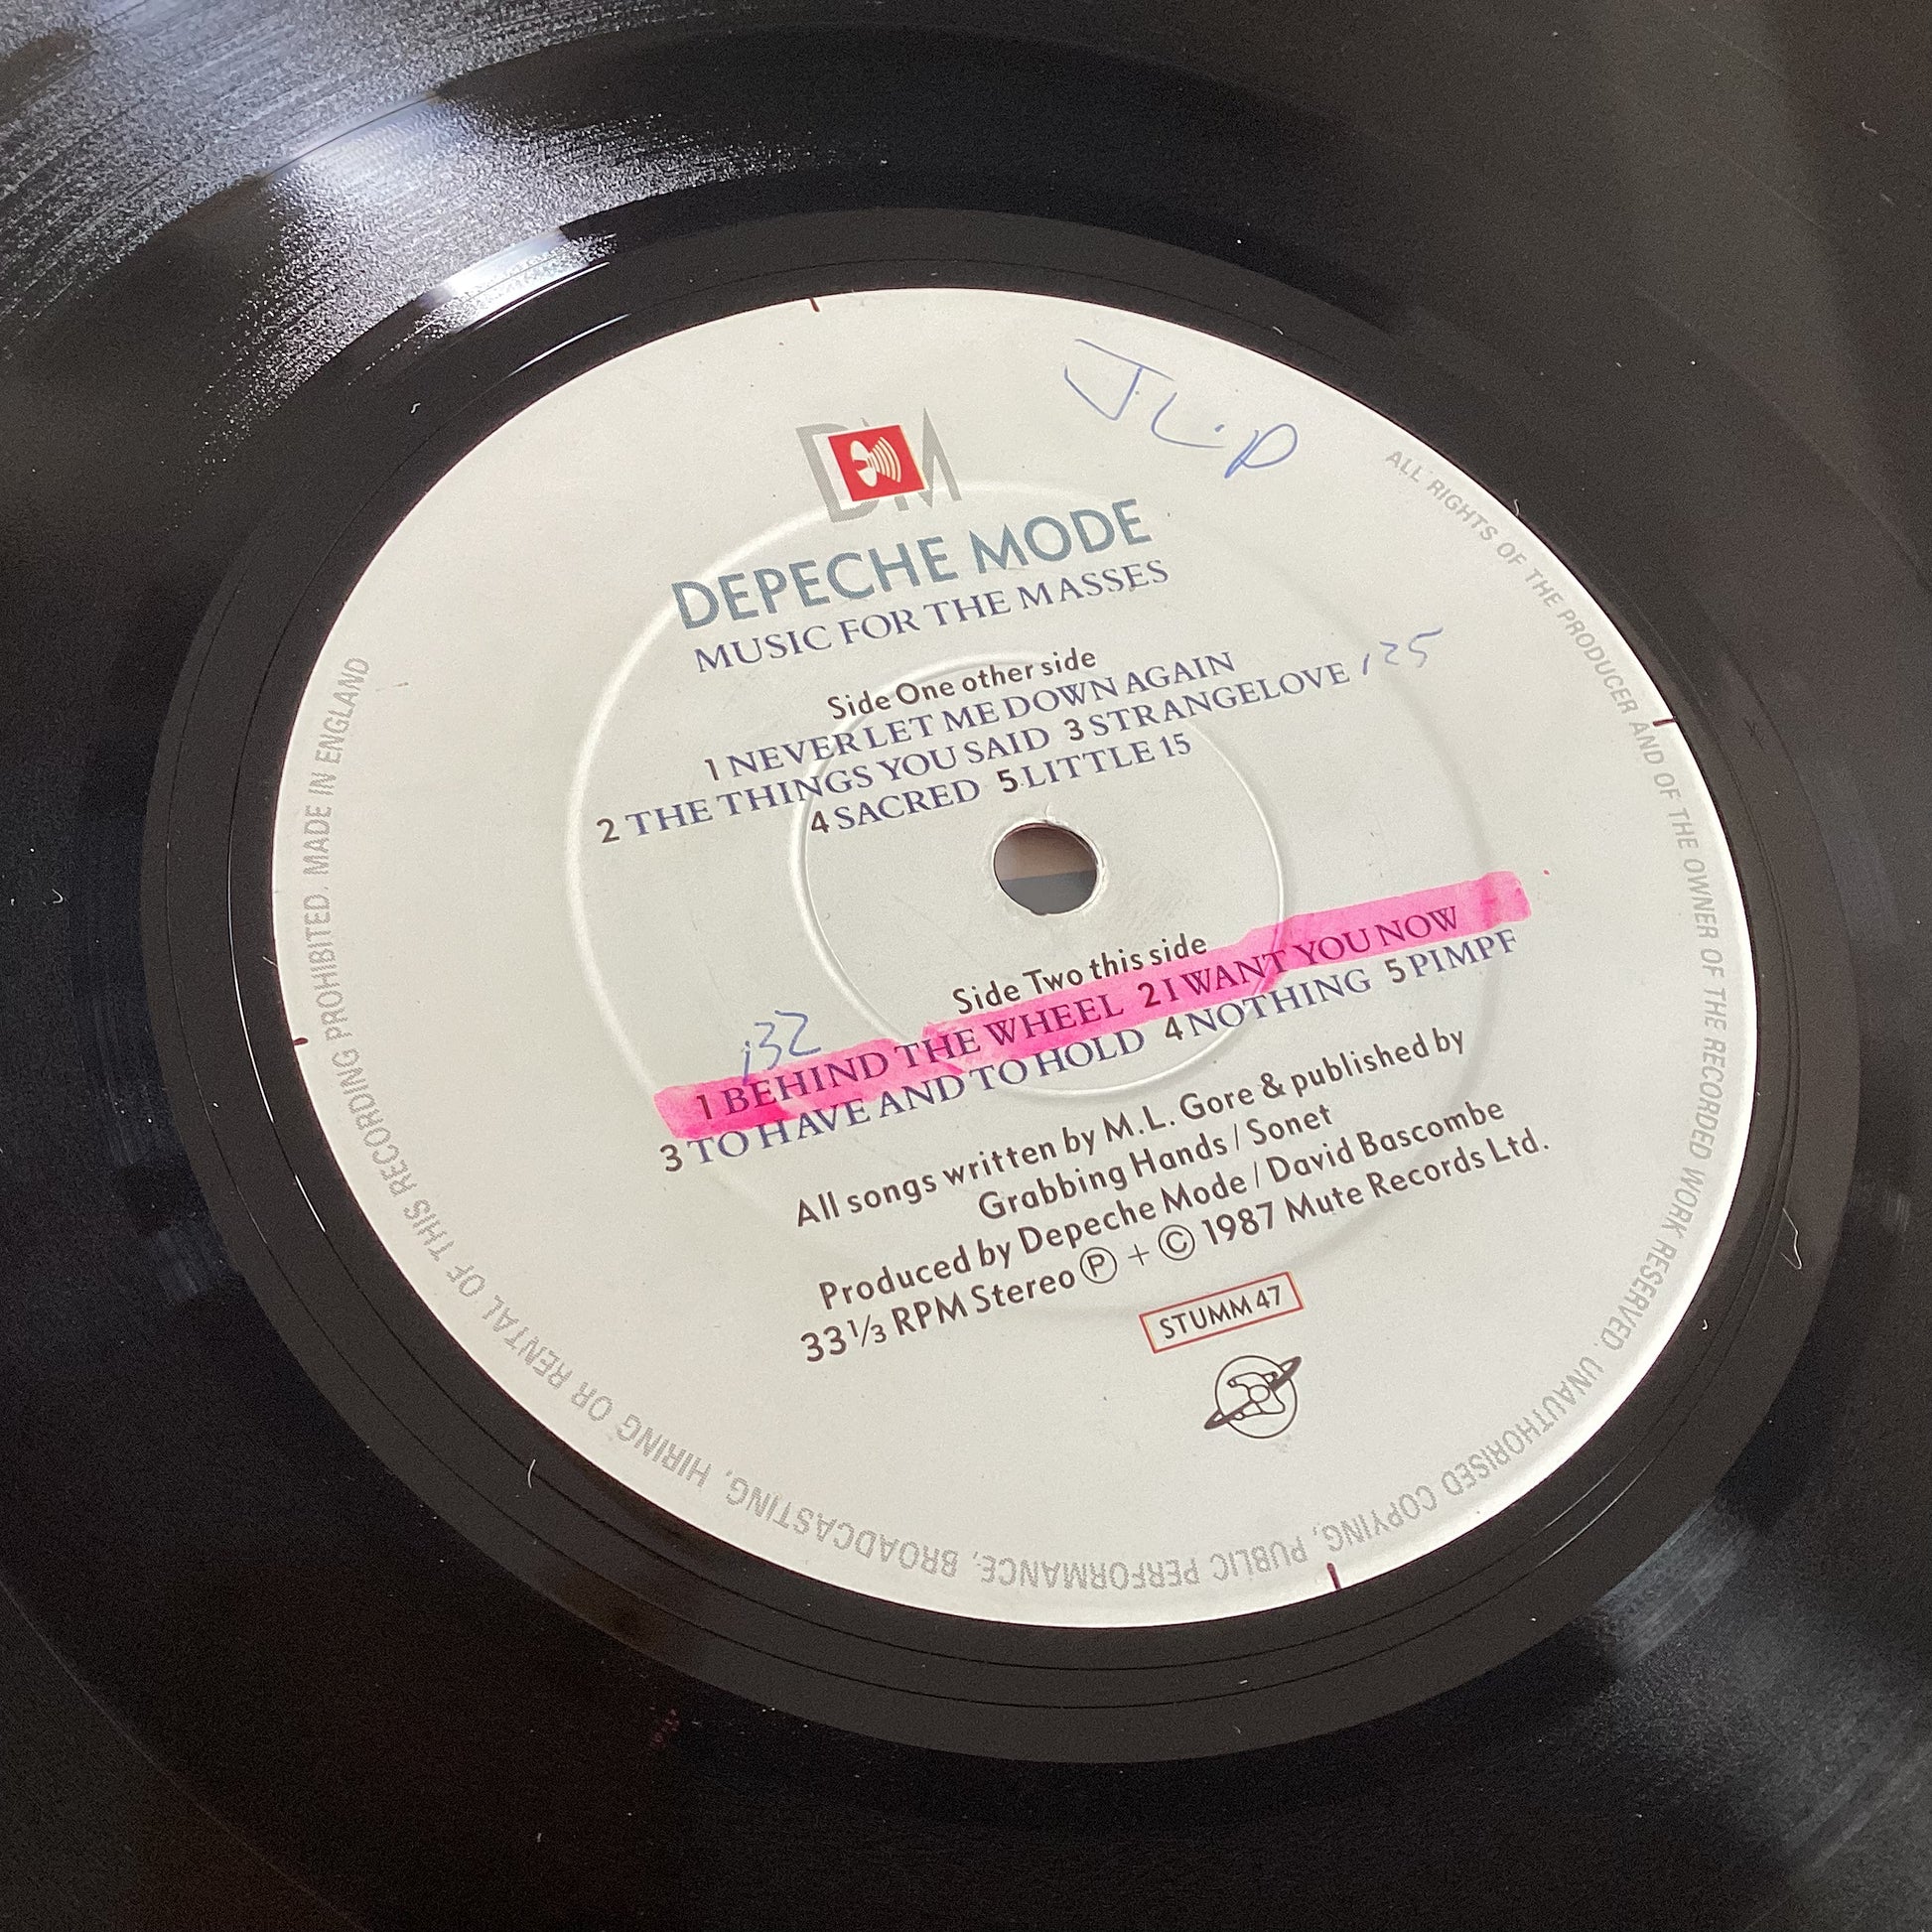 J.L.D
DM
DEPECHE MODE
MUSIC FOR THE MASSES
Side One other side
1 NEVER LET ME DOWN AGAIN
2 THE THINGS YOU SAID 3 STRANGELOVE 125
4 SACRED 5 LITTLE 15
Side Two this side
132
1 BEHIND THE WHEEL 2 I WANT YOU NOW
3 TO HAVE AND TO HOLD 4 NOTHING 5 PIMPF
All songs written by M.L. Gore & published by
Grabbing Hands / Sonet
Produced by Depeche Mode / David Bascombe
33 1/3 RPM Stereo Ⓟ + © 1987 Mute Records Ltd.
STUMM 47
ALL RIGHTS OF THE PRODUCER AND OF THE OWNER OF THE RECORDED WORK RESERVED. UNAUTHORISED COPYING, PUBLIC PERFORMANCE, BROADCASTING, HIRING OR RENTAL OF THIS RECORDING PROHIBITED. MADE IN ENGLAND